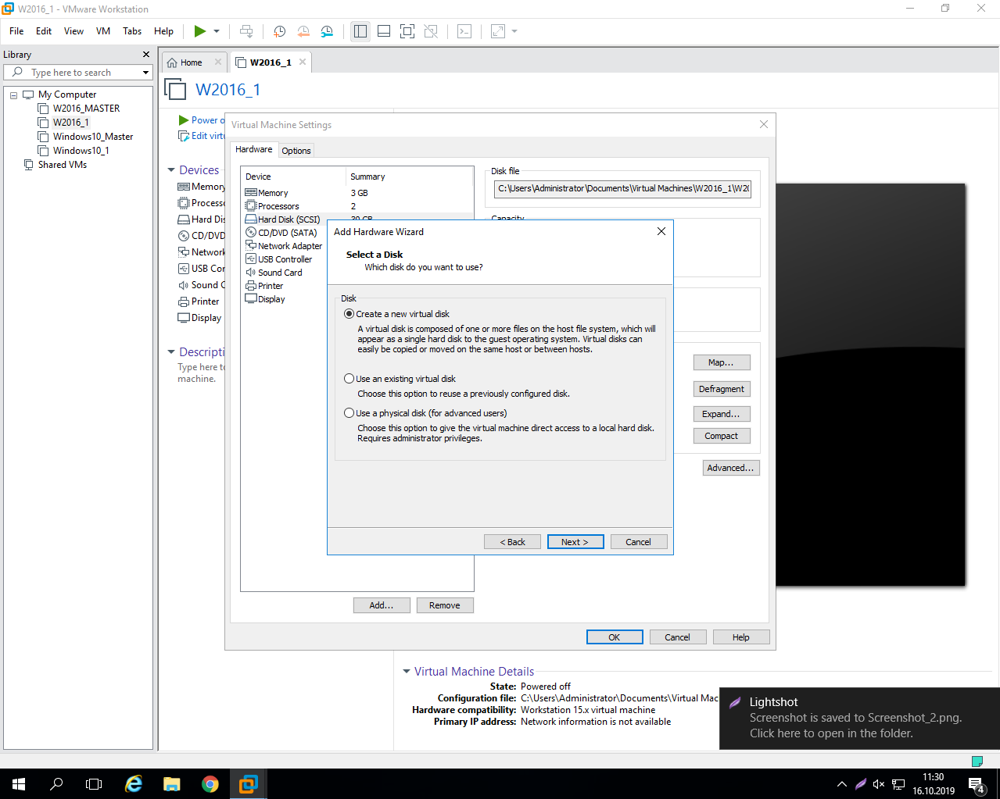 W2016_1 - VMware Workstation
File Edit View VM Tabs Help
Library
Type here to search
My Computer
W2016_MASTER
W2016_1
Windows10_Master
Windows10_1
Shared VMs
Home
W2016_1
W2016_1
Power
Edit
Devices
Memory
Hard
CD/DVD
Network
USB
Sound
Printer
Display
Type here
machine.
Virtual Machine Settings
Hardware Options
Device Summary
Memory 3 GB
Processors 2
Hard Disk (SCSI)
CD/DVD (SATA)
Network Adapter
USB Controller
Sound Card
Printer
Display
Add... Remove
Disk file
C:\Users\Administrator\Documents\Virtual Machines\W2016_1\W20
Capacity
Map...
Defragment
Expand...
Compact
Advanced...
OK Cancel Help
Add Hardware Wizard
Select a Disk
Which disk do you want to use?
Disk
Create a new virtual disk
A virtual disk is composed of one or more files on the host file system, which will
appear as a single hard disk to the guest operating system. Virtual disks can
easily be copied or moved on the same host or between hosts.
Use an existing virtual disk
Choose this option to reuse a previously configured disk.
Use a physical disk (for advanced users)
Choose this option to give the virtual machine direct access to a local hard disk.
Requires administrator privileges.
< Back Next > Cancel
Virtual Machine Details
State: Powered off
Configuration file: C:\Users\Administrator\Documents\Virtual Mac
Hardware compatibility: Workstation 15.x virtual machine
Primary IP address: Network information is not available
Lightshot
Screenshot is saved to Screenshot_2.png.
Click here to open in the folder.
11:30
16.10.2019
4